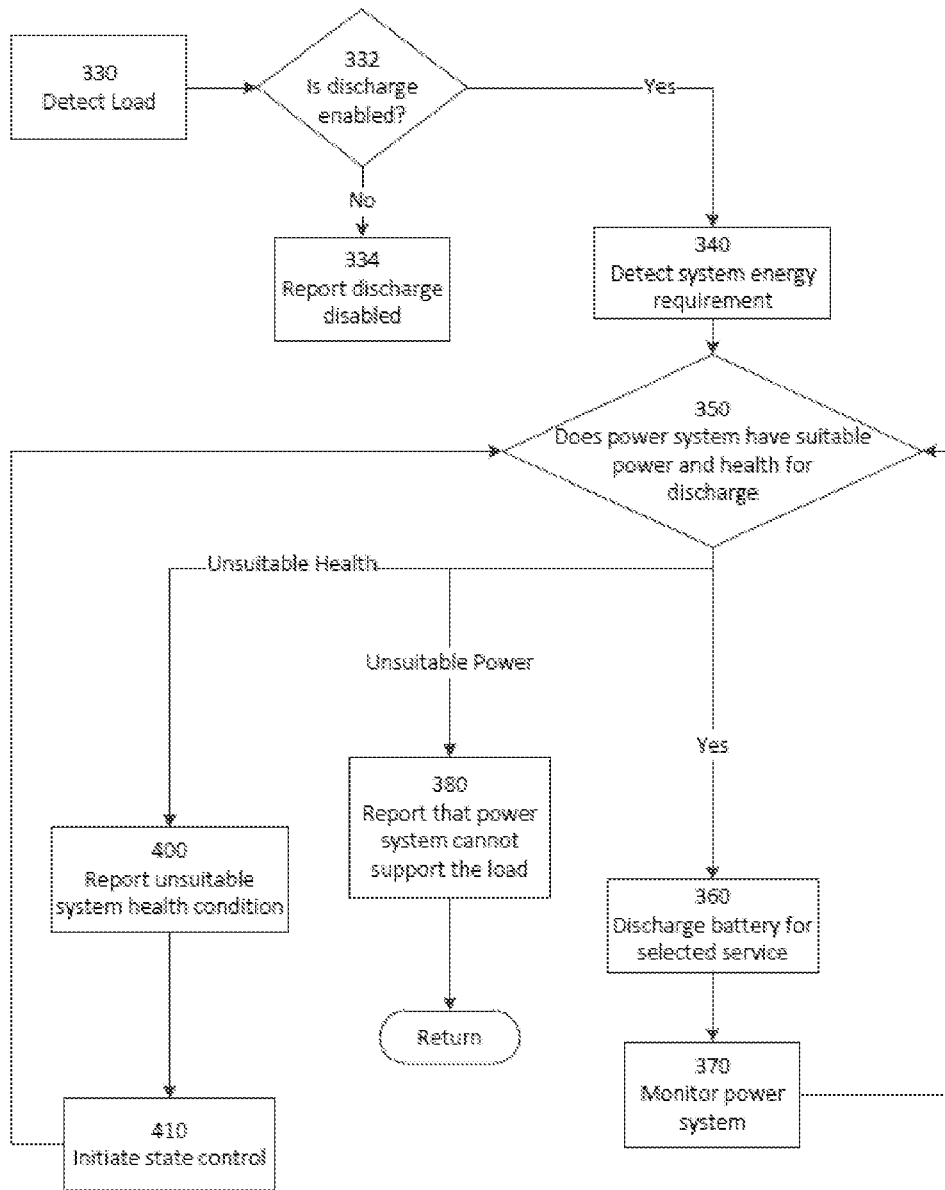 330
Detect Load
332
Is discharge
enabled?
Yes
No
334
Report discharge
disabled
340
Detect system energy
requirement
350
Does power system have suitable
power and health for
discharge
Unsuitable Health
Unsuitable Power
Yes
380
Report that power
system cannot
support the load
400
Report unsuitable
system health condition
360
Discharge battery for
selected service
Return
370
Monitor power
system
410
Initiate state control